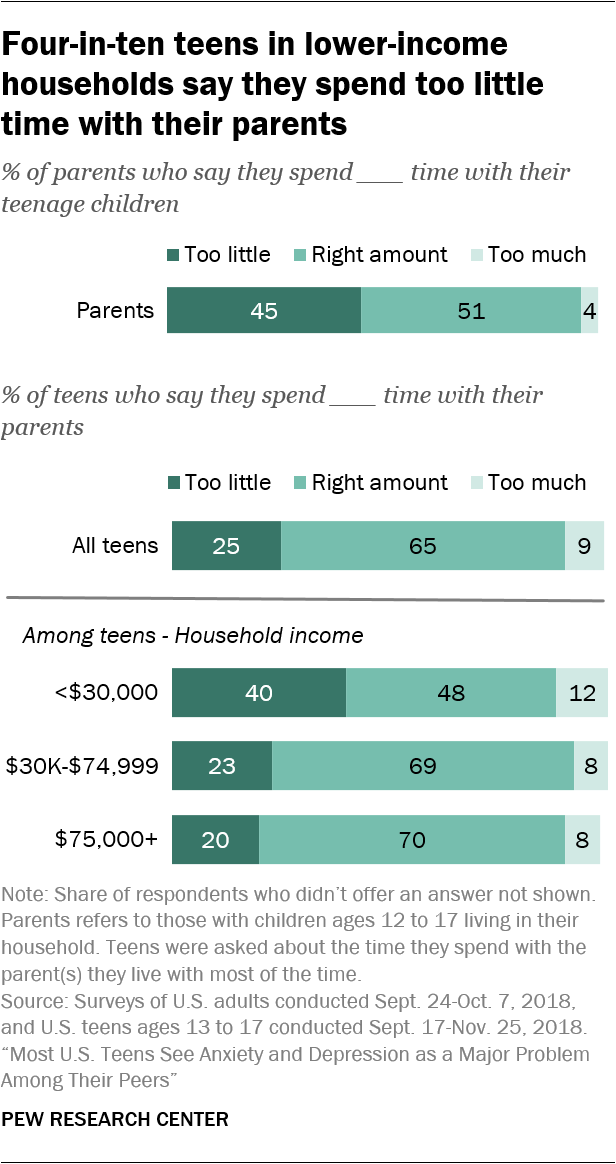 Four-in-ten teens in lower-income
households say they spend too little
time with their parents
% of parents who say they spend ___ time with their
teenage children
Too little Right amount Too much
Parents 45 51 4
% of teens who say they spend ___ time with their
parents
Too little Right amount Too much
All teens 25 65 9
Among teens - Household income
<$30,000 40 48 12
$30K-$74,999 23 69 8
$75,000+ 20 70 8
Note: Share of respondents who didn’t offer an answer not shown.
Parents refers to those with children ages 12 to 17 living in their
household. Teens were asked about the time they spend with the
parent(s) they live with most of the time.
Source: Surveys of U.S. adults conducted Sept. 24-Oct. 7, 2018,
and U.S. teens ages 13 to 17 conducted Sept. 17-Nov. 25, 2018.
“Most U.S. Teens See Anxiety and Depression as a Major Problem
Among Their Peers”
PEW RESEARCH CENTER